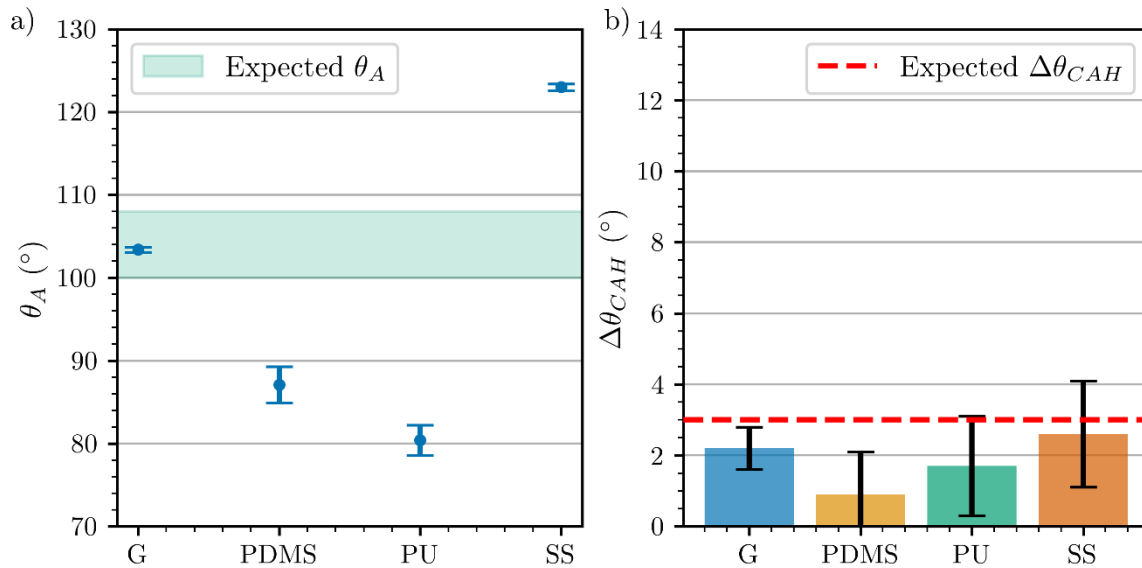 a)
130
120
110
100
90
80
70
θ_A (°)
Expected θ_A
G
PDMS
PU
SS
b)
14
12
10
8
6
4
2
0
Δθ_CAH (°)
Expected Δθ_CAH
G
PDMS
PU
SS